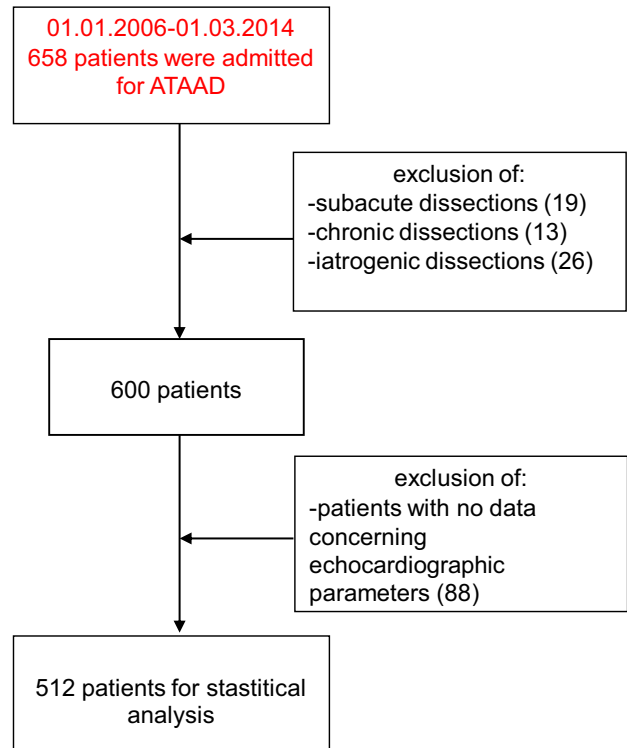 01.01.2006-01.03.2014
658 patients were admitted
for ATAAD
exclusion of:
-subacute dissections (19)
-chronic dissections (13)
-iatrogenic dissections (26)
600 patients
exclusion of:
-patients with no data
concerning
echocardiographic
parameters (88)
512 patients for stastitical
analysis